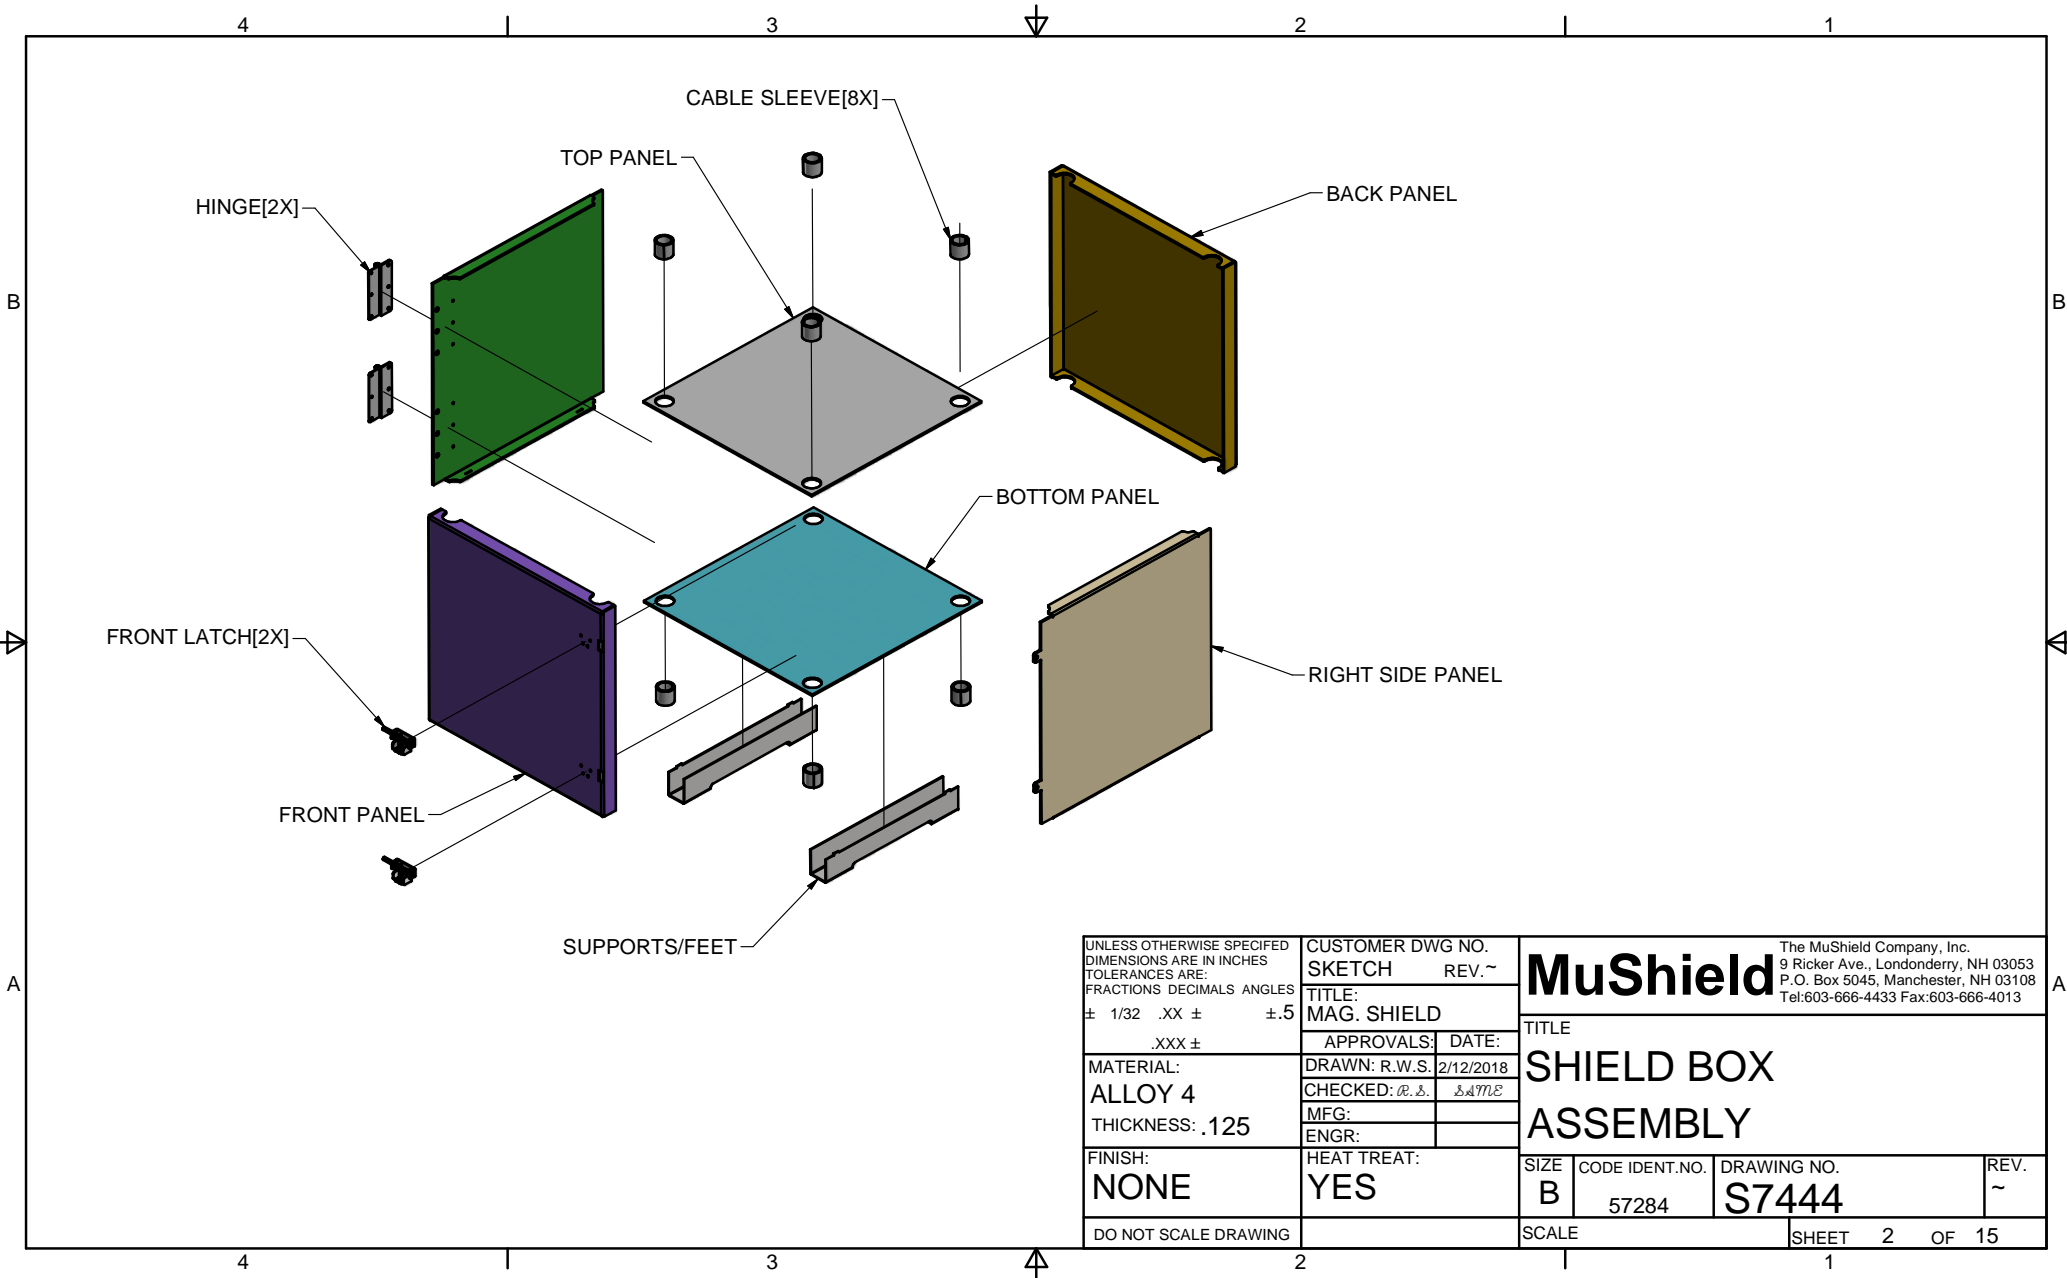 4 3 2 1
CABLE SLEEVE[8X]
TOP PANEL
HINGE[2X]
BACK PANEL
B B
BOTTOM PANEL
FRONT LATCH[2X]
RIGHT SIDE PANEL
FRONT PANEL
SUPPORTS/FEET
A A
UNLESS OTHERWISE SPECIFED
DIMENSIONS ARE IN INCHES
TOLERANCES ARE:
FRACTIONS DECIMALS ANGLES
± 1/32 .XX ± ±.5
.XXX ±
MATERIAL:
ALLOY 4
THICKNESS: .125
FINISH:
NONE
DO NOT SCALE DRAWING
CUSTOMER DWG NO.
SKETCH REV.~
TITLE:
MAG. SHIELD
APPROVALS: DATE:
DRAWN: R.W.S. 2/12/2018
CHECKED: R.S. SAME
MFG:
ENGR:
HEAT TREAT:
YES
MuShield
The MuShield Company, Inc.
9 Ricker Ave., Londonderry, NH 03053
P.O. Box 5045, Manchester, NH 03108
Tel:603-666-4433 Fax:603-666-4013
TITLE
SHIELD BOX
ASSEMBLY
SIZE
B
CODE IDENT.NO.
57284
DRAWING NO.
S7444
REV.
~
SCALE
SHEET 2 OF 15
4 3 2 1